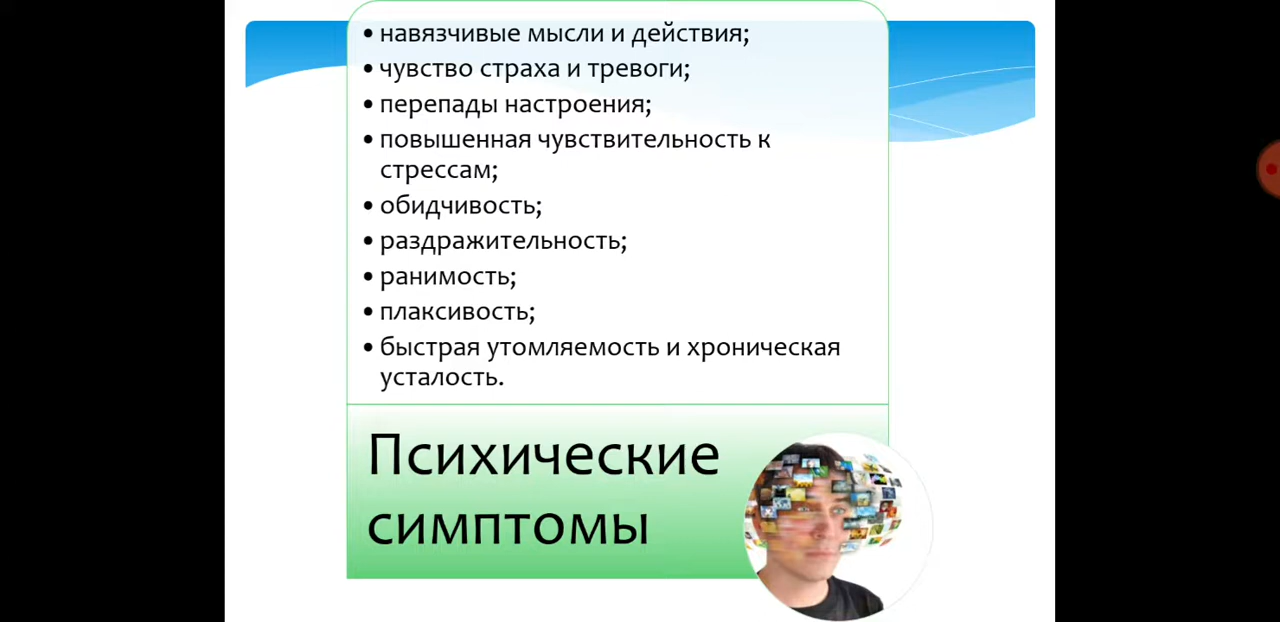 • навязчивые мысли и действия;
• чувство страха и тревоги;
• перепады настроения;
• повышенная чувствительность к
стрессам;
• обидчивость;
• раздражительность;
• ранимость;
• плаксивость;
• быстрая утомляемость и хроническая
усталость.
Психические
симптомы